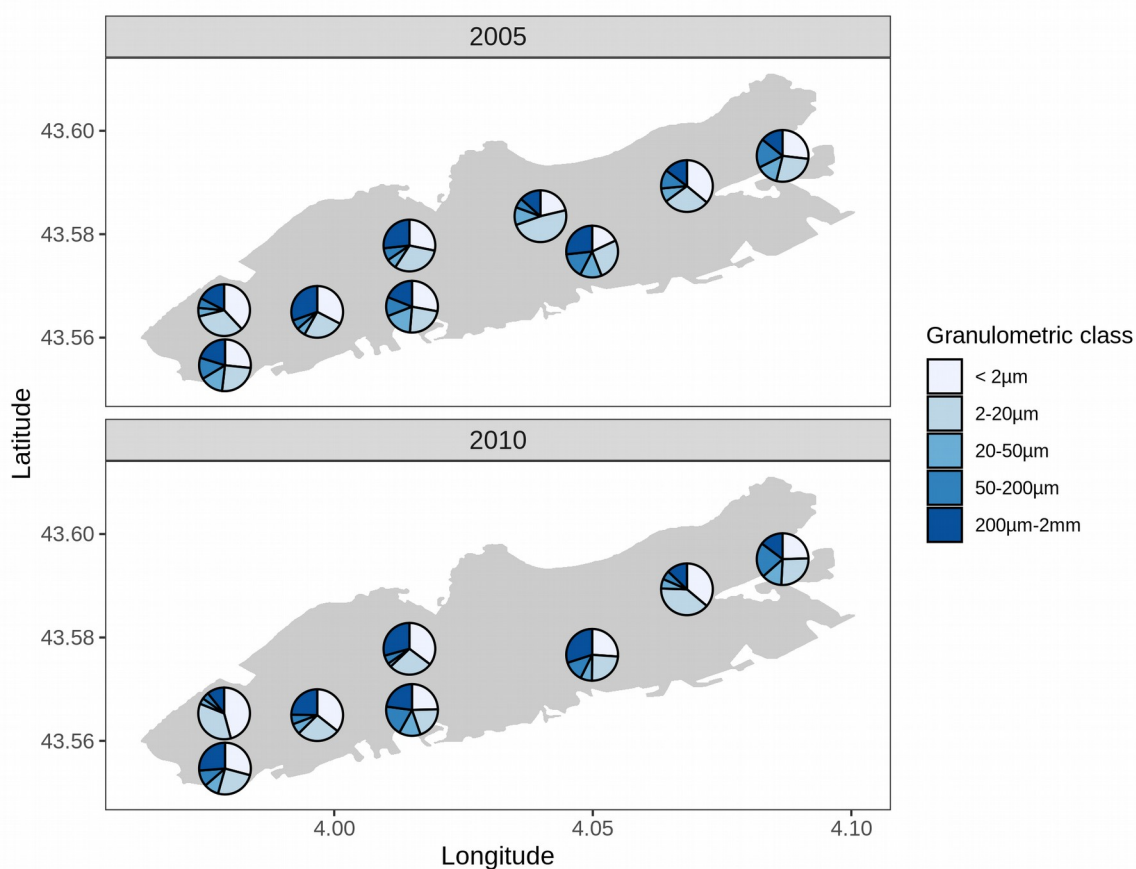 2005
43.60
43.58
43.56
2010
43.60
43.58
43.56
4.00
4.05
4.10
Longitude
Latitude
Granulometric class
< 2µm
2-20µm
20-50µm
50-200µm
200µm-2mm